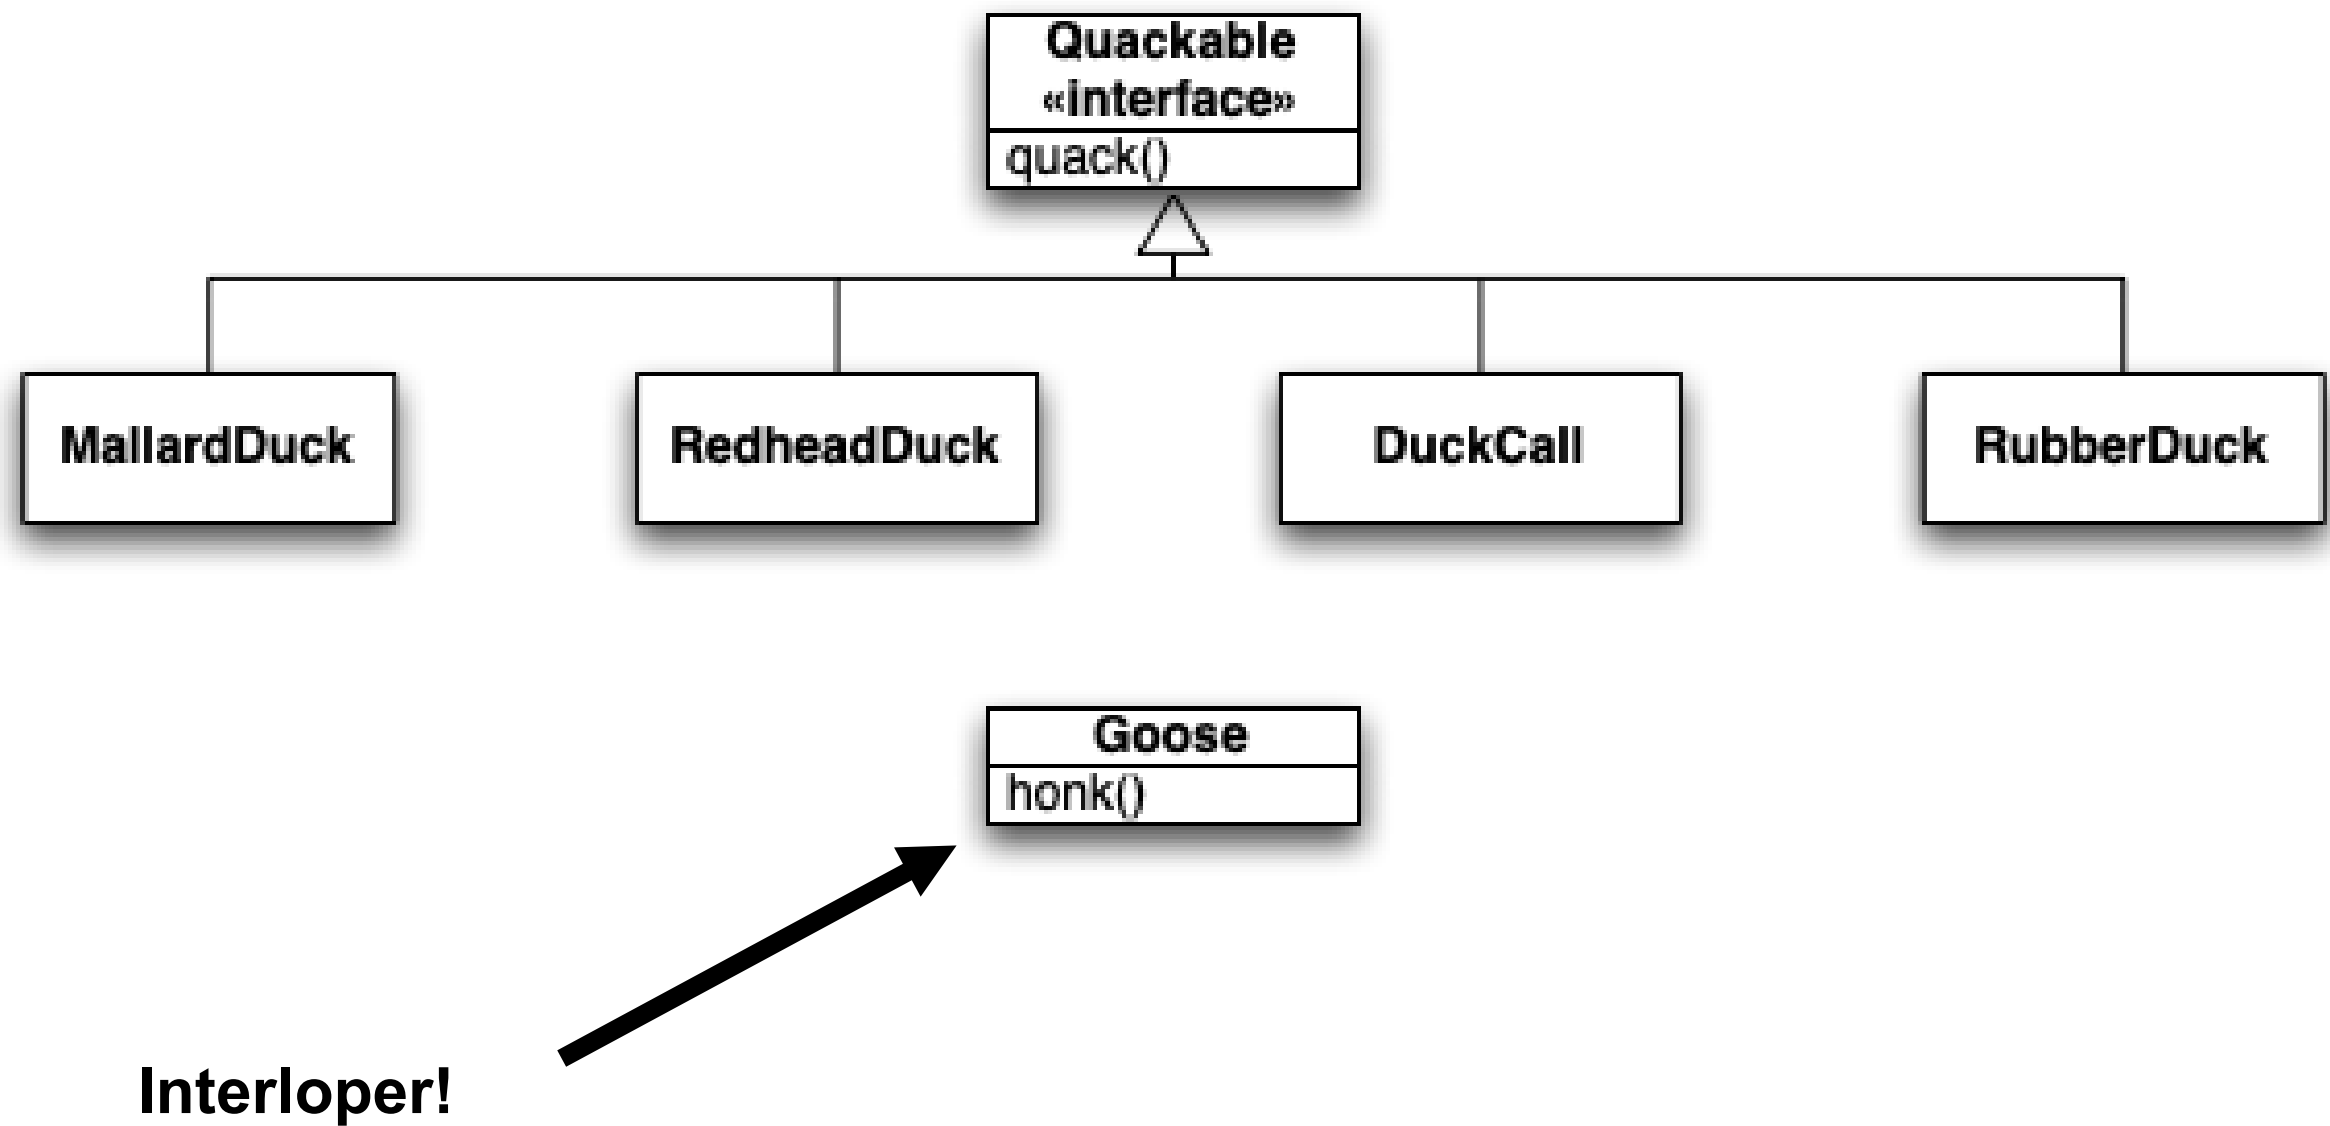 Quackable
«interface»
quack()
MallardDuck
RedheadDuck
DuckCall
RubberDuck
Goose
honk()
Interloper!